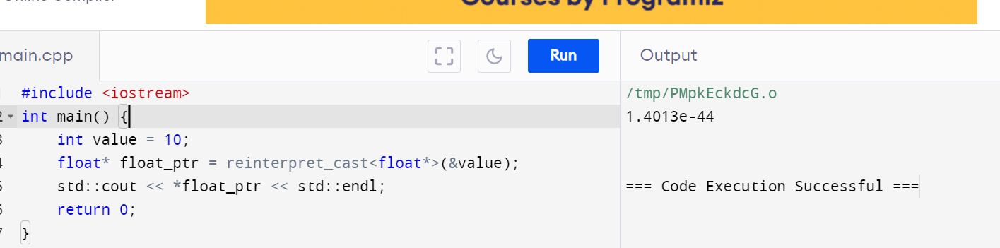 Online Compiler
Courses by Programiz
main.cpp
Run
Output
#include <iostream>
2 int main() {
int value = 10;
float* float_ptr = reinterpret_cast<float*>(&value);
std::cout << *float_ptr << std::endl;
return 0;
}
/tmp/PMpkEckdcG.o
1.4013e-44
=== Code Execution Successful ===